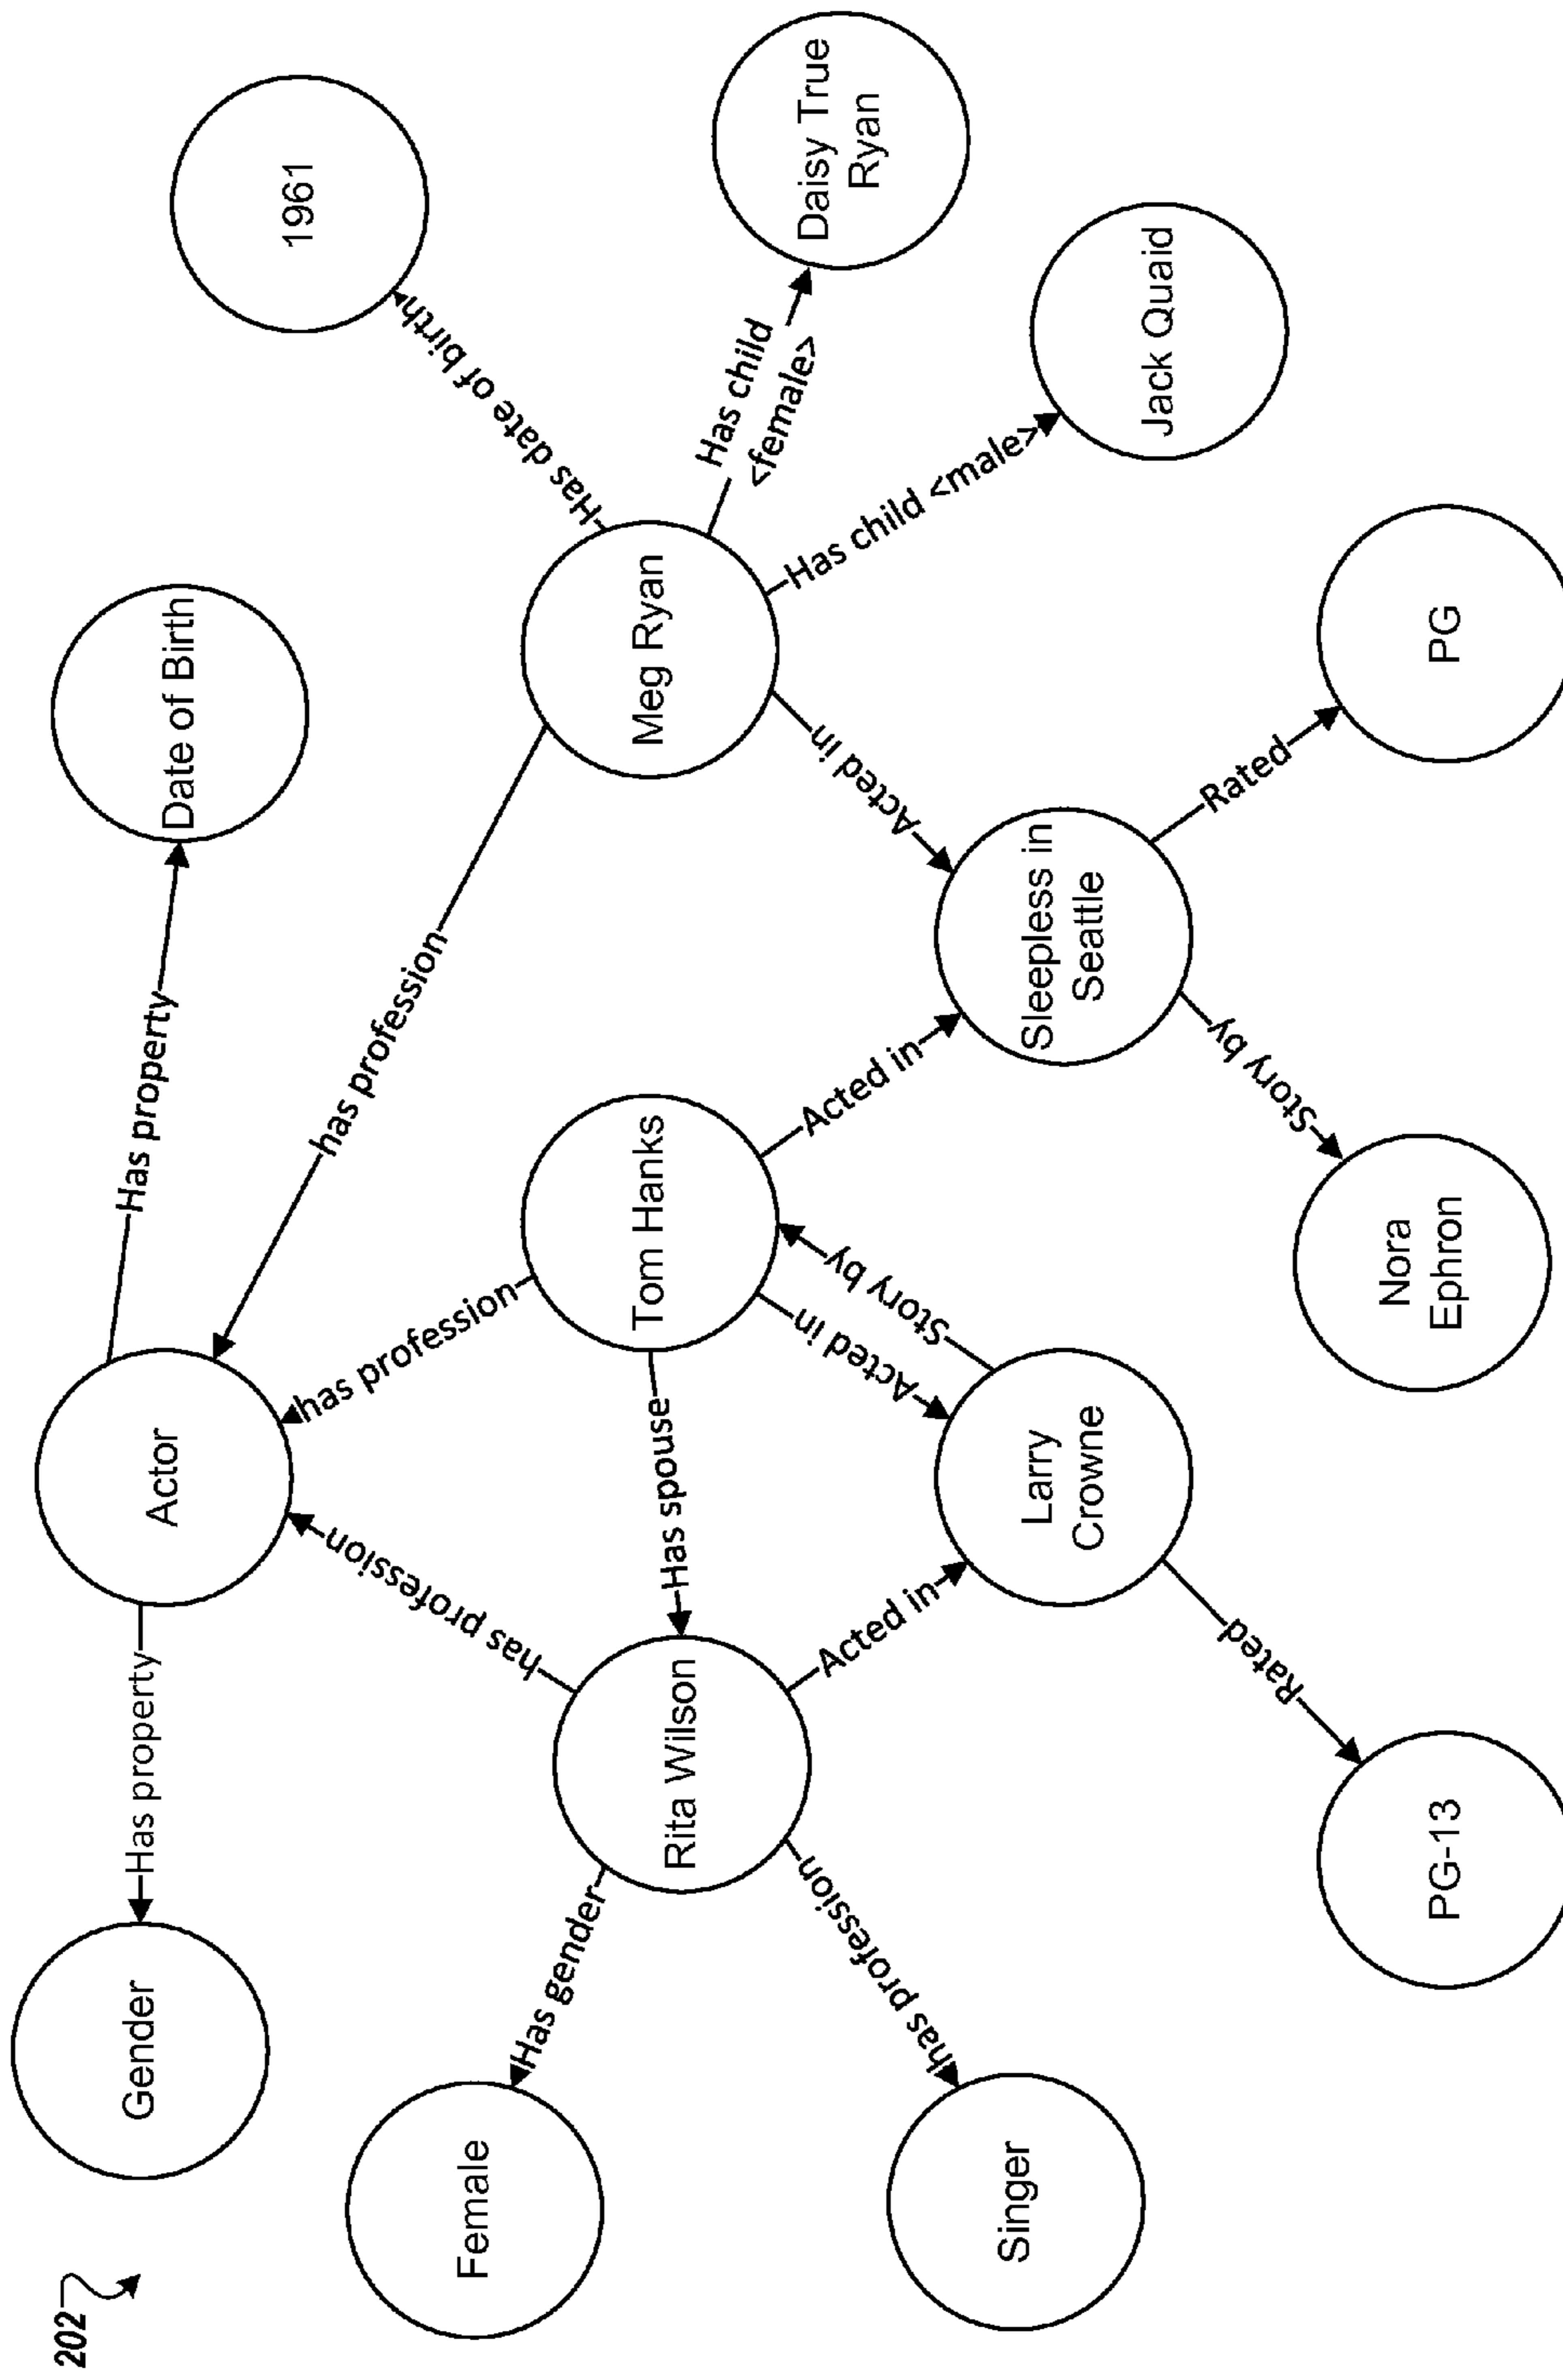 202
Gender
Has property
Actor
Has property
Date of Birth
1961
Has date of birth
has profession
has profession
has profession
Female
Has gender
Rita Wilson
Has spouse
Tom Hanks
Meg Ryan
Has child
<female>
Daisy True
Ryan
Has child <male>
Jack Quaid
has profession
Singer
Acted in
Acted in
Story by
Acted in
Acted in
Larry
Crowne
Sleepless in
Seattle
Rated
PG-13
Story by
Nora
Ephron
Rated
PG